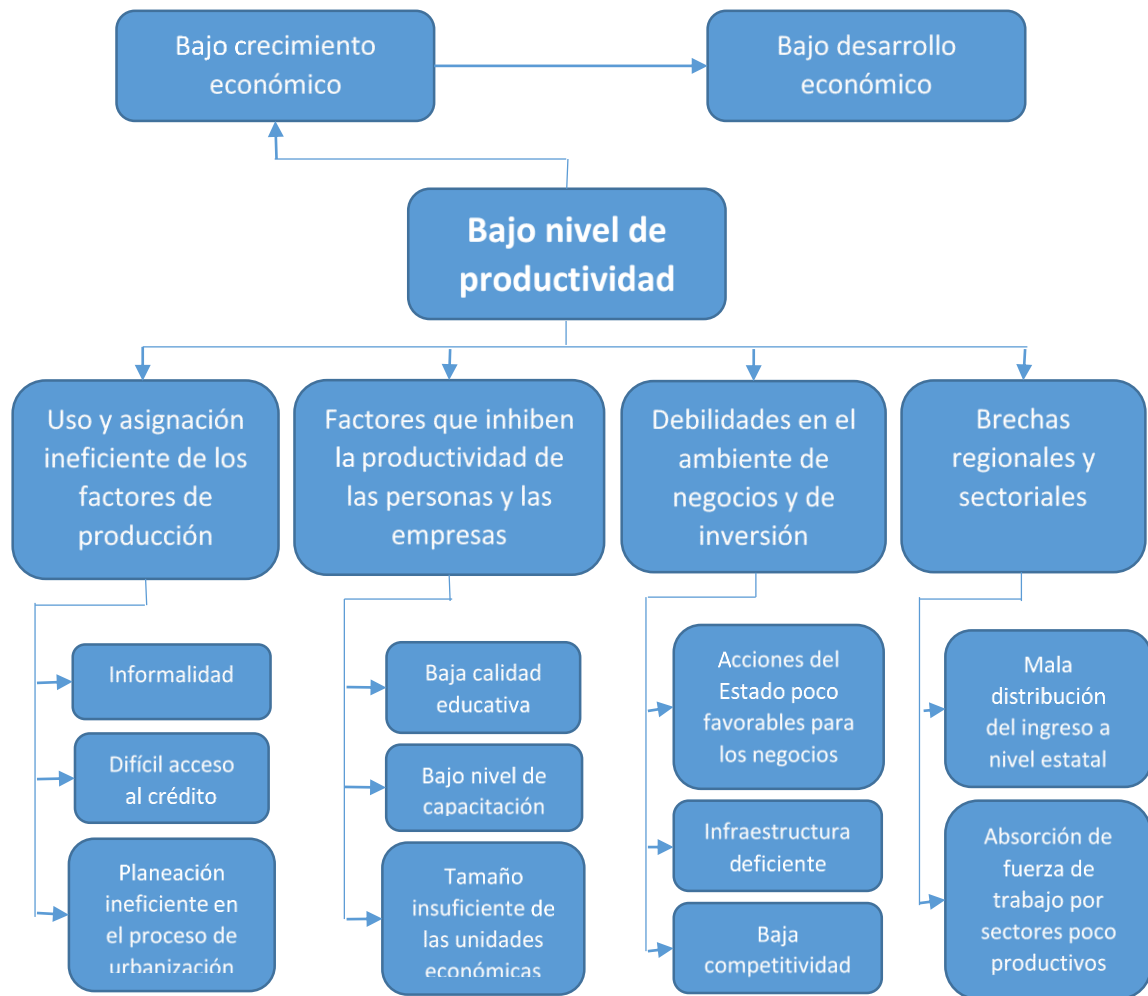 Bajo crecimiento
económico
Bajo desarrollo
económico
Bajo nivel de
productividad
Uso y asignación
ineficiente de los
factores de
producción
Factores que inhiben
la productividad de
las personas y las
empresas
Debilidades en el
ambiente de
negocios y de
inversión
Brechas
regionales y
sectoriales
Informalidad
Difícil acceso
al crédito
Planeación
ineficiente en
el proceso de
urbanización
Baja calidad
educativa
Bajo nivel de
capacitación
Tamaño
insuficiente de
las unidades
económicas
Acciones del
Estado poco
favorables para
los negocios
Infraestructura
deficiente
Baja
competitividad
Mala
distribución
del ingreso a
nivel estatal
Absorción de
fuerza de
trabajo por
sectores poco
productivos